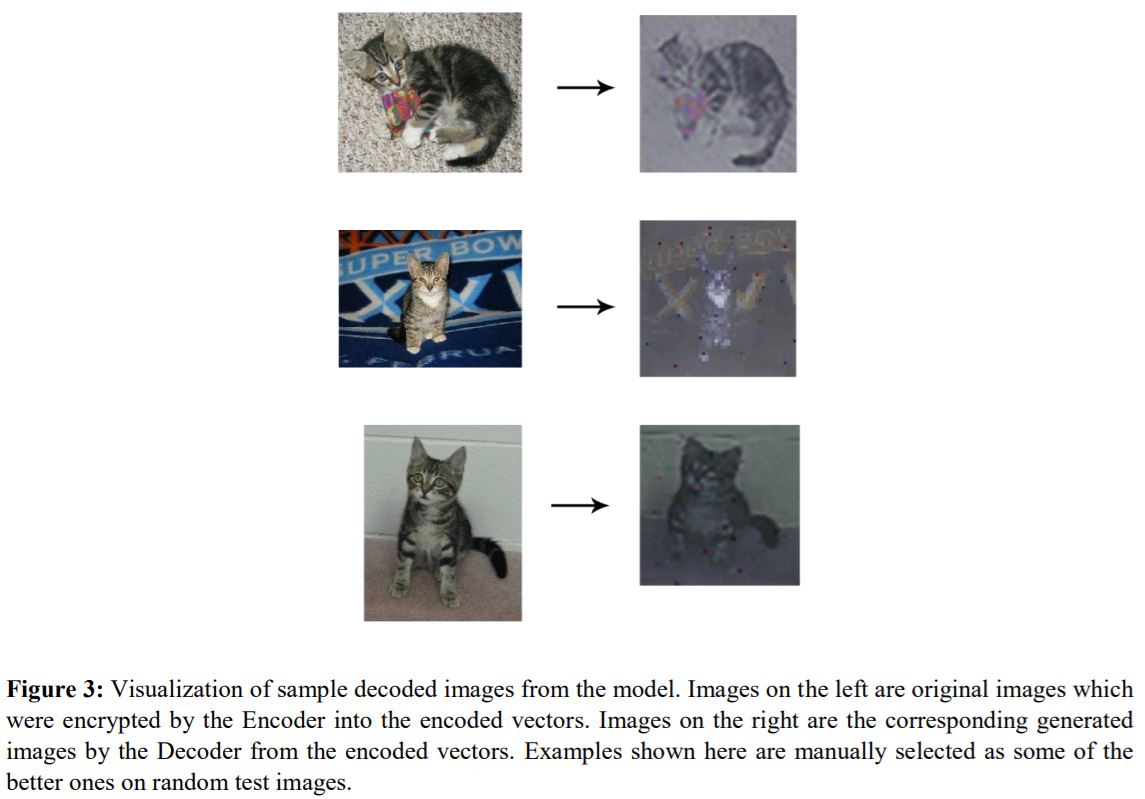 SUPER BOW
XXVI
FEBRUA
Figure 3: Visualization of sample decoded images from the model. Images on the left are original images which
were encrypted by the Encoder into the encoded vectors. Images on the right are the corresponding generated
images by the Decoder from the encoded vectors. Examples shown here are manually selected as some of the
better ones on random test images.